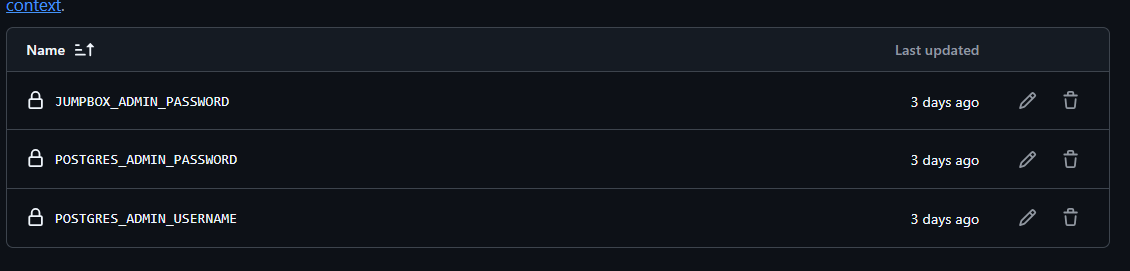 context.
Name
Last updated
JUMPBOX_ADMIN_PASSWORD
3 days ago
POSTGRES_ADMIN_PASSWORD
3 days ago
POSTGRES_ADMIN_USERNAME
3 days ago